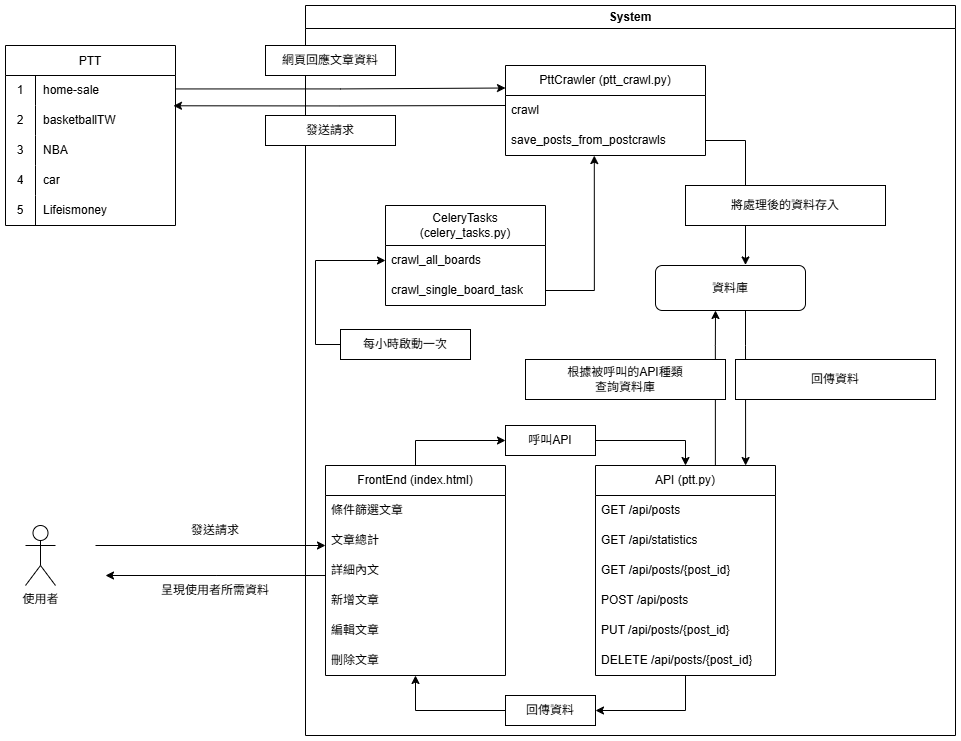 System
PTT
1 home-sale
2 basketballTW
3 NBA
4 car
5 Lifeismoney
網頁回應文章資料
發送請求
PttCrawler (ptt_crawl.py)
crawl
save_posts_from_postcrawls
將處理後的資料存入
CeleryTasks
(celery_tasks.py)
crawl_all_boards
crawl_single_board_task
每小時啟動一次
資料庫
根據被呼叫的API種類
查詢資料庫
回傳資料
呼叫API
FrontEnd (index.html)
條件篩選文章
文章總計
詳細內文
新增文章
編輯文章
刪除文章
API (ptt.py)
GET /api/posts
GET /api/statistics
GET /api/posts/{post_id}
POST /api/posts
PUT /api/posts/{post_id}
DELETE /api/posts/{post_id}
回傳資料
發送請求
呈現使用者所需資料
使用者